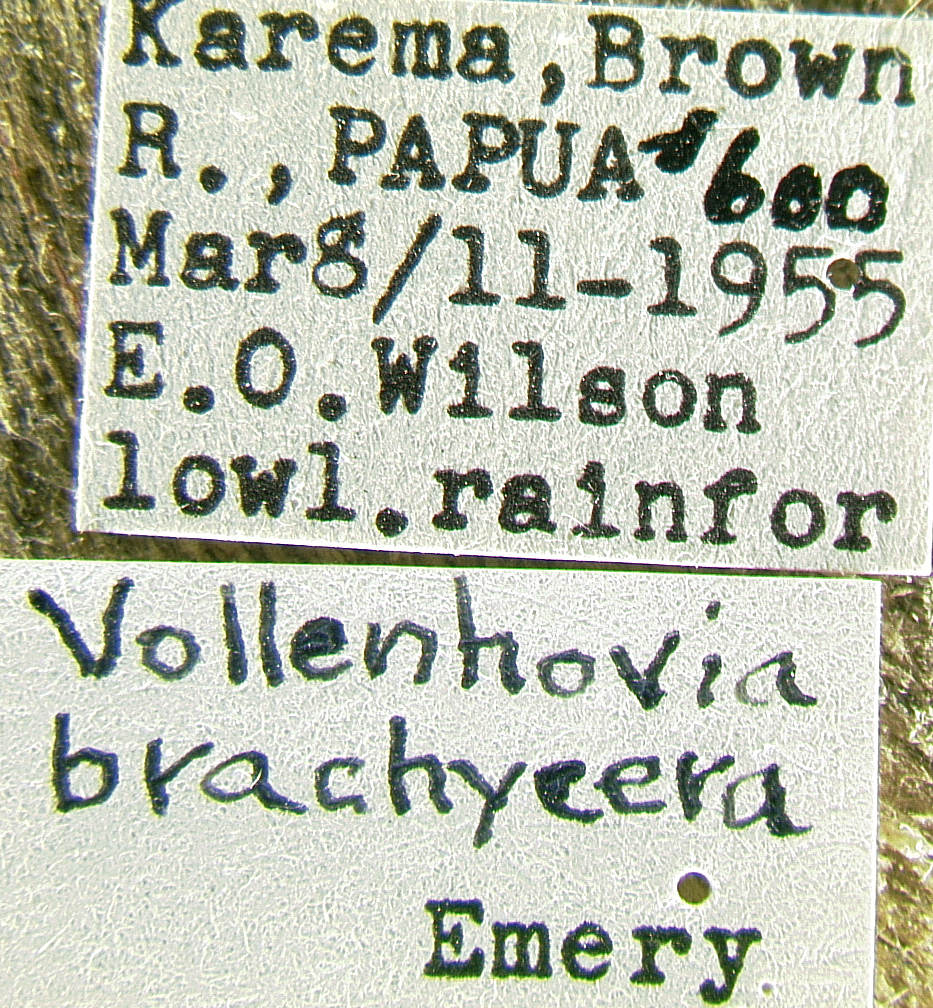 Karema, Brown
R., PAPUA #600
Mar8/11-1955
E.O.Wilson
lowl.rainfor
Vollenhovia
brachycera
Emery.